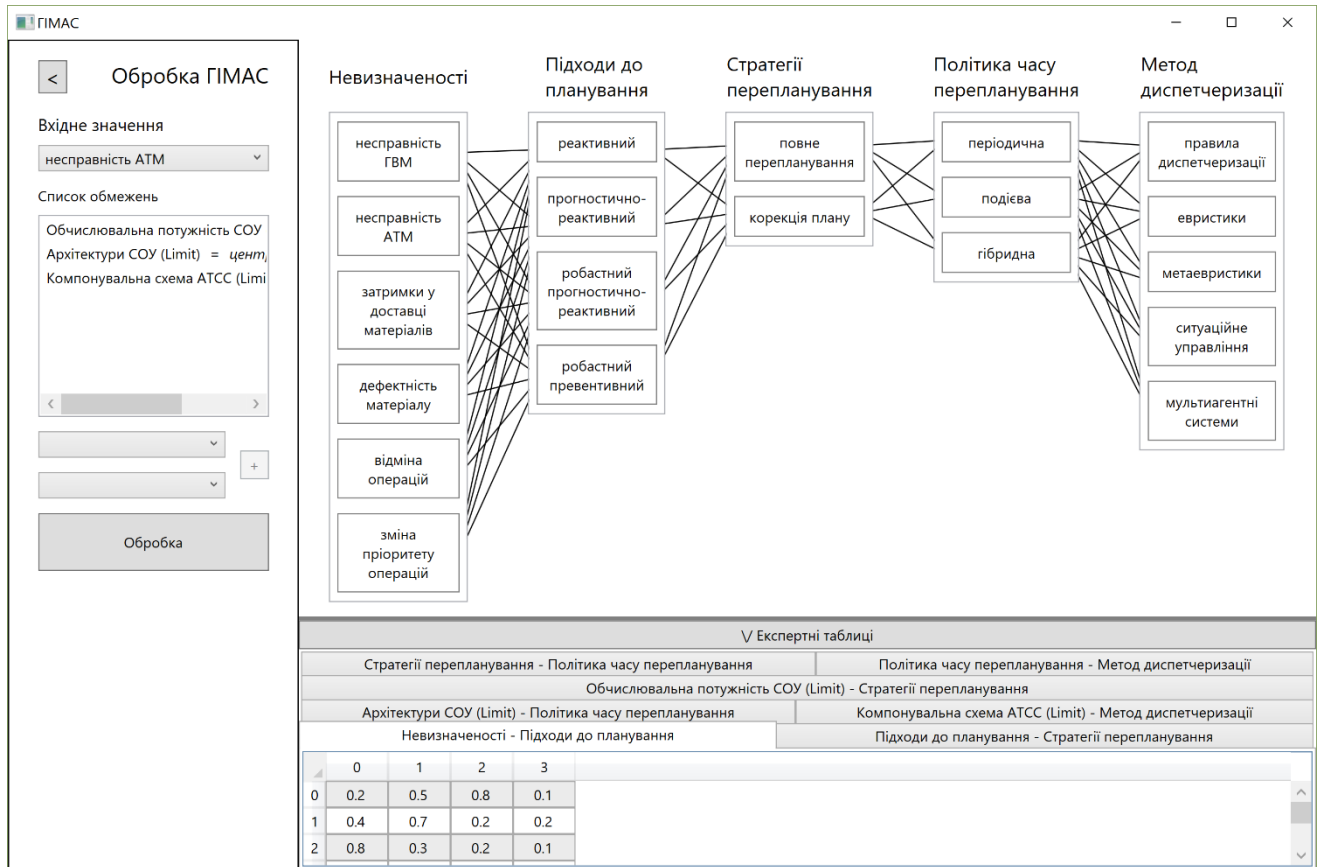 ГІМАС
<
Обробка ГІМАС
Вхідне значення
несправність АТМ
Список обмежень
Обчислювальна потужність СОУ
Архітектури СОУ (Limit) = цент
Компонувальна схема АТСС (Limi
+
Обробка
Невизначеності
несправність
ГВМ
несправність
АТМ
затримки у
доставці
матеріалів
дефектність
матеріалу
відміна
операцій
зміна
пріоритету
операцій
Підходи до
планування
реактивний
прогностично-
реактивний
робастний
прогностично-
реактивний
робастний
превентивний
Стратегії
перепланування
повне
перепланування
корекція плану
Політика часу
перепланування
періодична
подієва
гібридна
Метод
диспетчеризації
правила
диспетчеризації
евристики
метаевристики
ситуаційне
управління
мультиагентні
системи
\/ Експертні таблиці
Стратегії перепланування - Політика часу перепланування
Політика часу перепланування - Метод диспетчеризації
Обчислювальна потужність СОУ (Limit) - Стратегії перепланування
Архітектури СОУ (Limit) - Політика часу перепланування
Компонувальна схема АТСС (Limit) - Метод диспетчеризації
Невизначеності - Підходи до планування
Підходи до планування - Стратегії перепланування
0 1 2 3
0 0.2 0.5 0.8 0.1
1 0.4 0.7 0.2 0.2
2 0.8 0.3 0.2 0.1